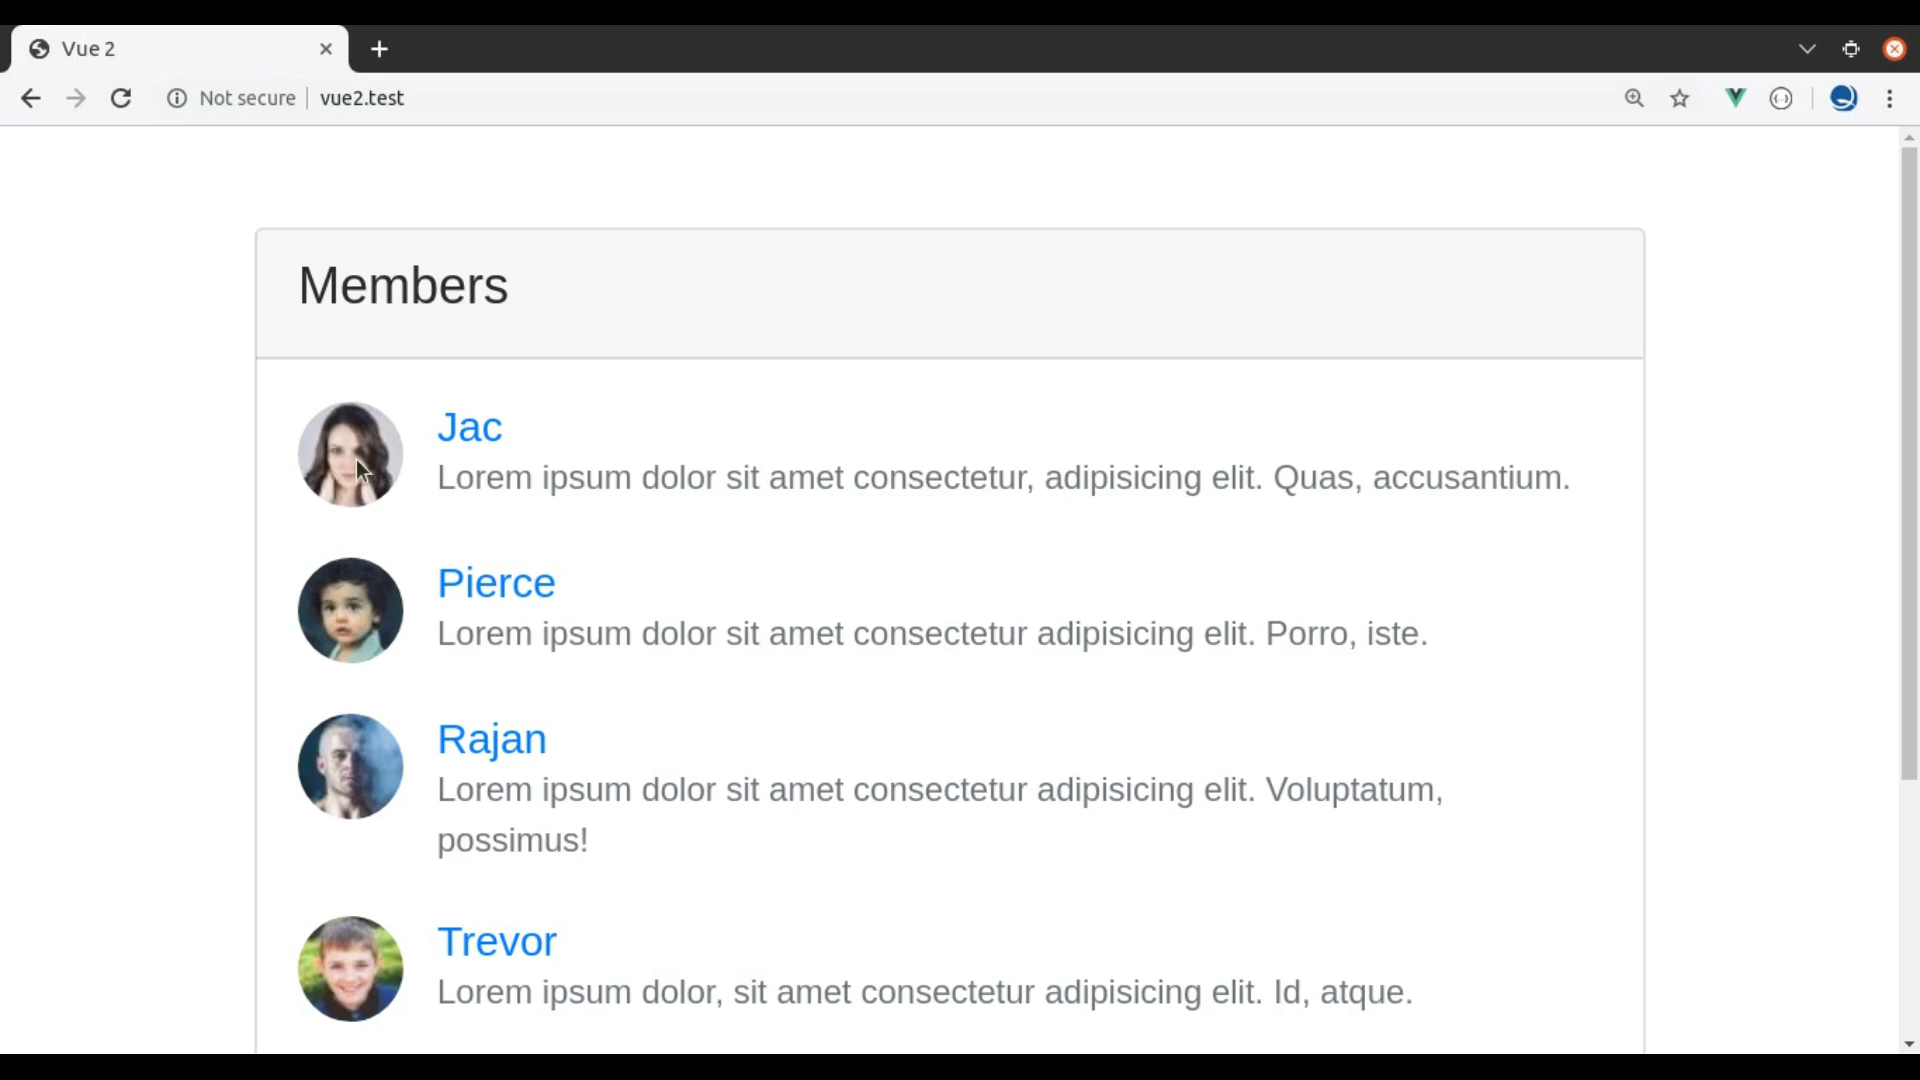 Vue 2
Not secure
vue2.test
Members
Jac
Lorem ipsum dolor sit amet consectetur, adipisicing elit. Quas, accusantium.
Pierce
Lorem ipsum dolor sit amet consectetur adipisicing elit. Porro, iste.
Rajan
Lorem ipsum dolor sit amet consectetur adipisicing elit. Voluptatum,
possimus!
Trevor
Lorem ipsum dolor, sit amet consectetur adipisicing elit. Id, atque.